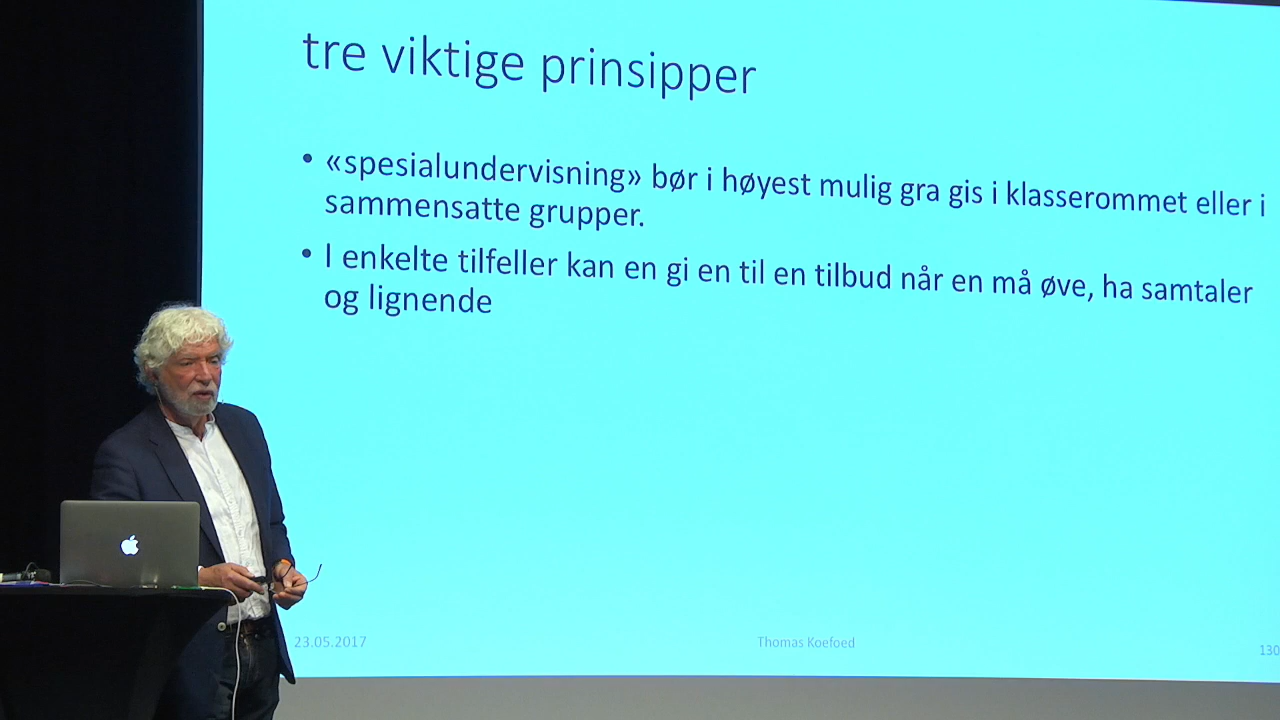 tre viktige prinsipper
• «spesialundervisning» bør i høyest mulig gra gis i klasserommet eller i
sammensatte grupper.
• I enkelte tilfeller kan en gi en til en tilbud når en må øve, ha samtaler
og lignende
23.05.2017 Thomas Koefoed 130